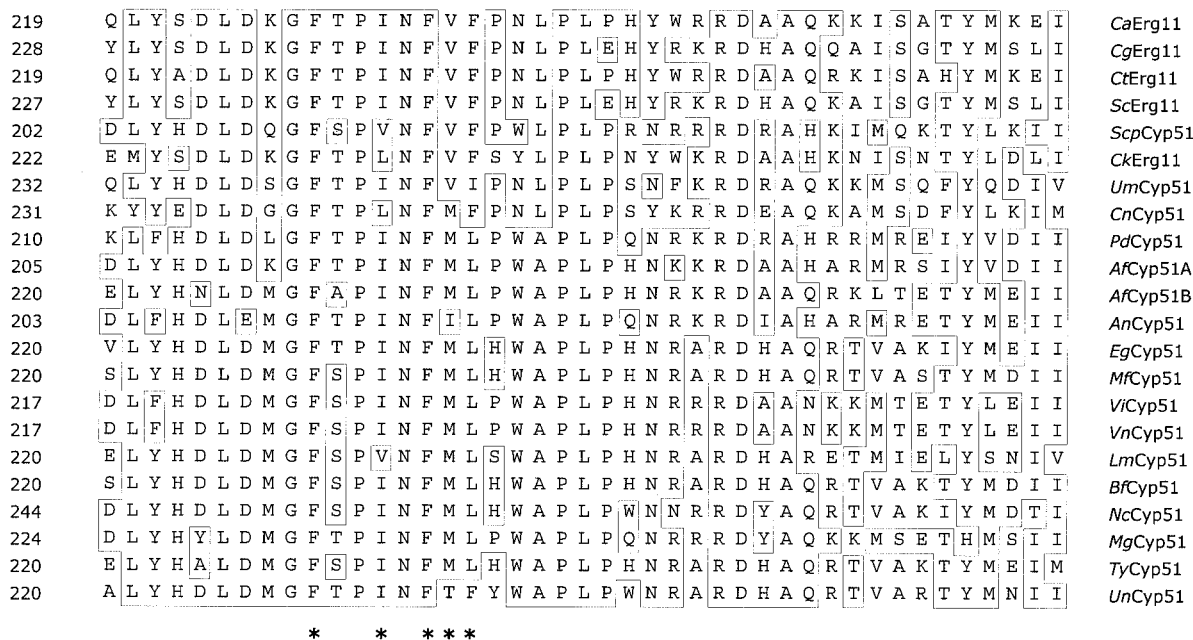 219 Q L Y S D L D K G F T P I N F V F P N L P L P H Y W R R D A A Q K K I S A T Y M K E I CaErg11
228 Y L Y S D L D K G F T P I N F V F P N L P L E H Y R K R D H A Q Q A I S G T Y M S L I CgErg11
219 Q L Y A D L D K G F T P I N F V F P N L P L P H Y W R R D A A Q R K I S A H Y M K E I CtErg11
227 Y L Y S D L D K G F T P I N F V F P N L P L E H Y R K R D H A Q K A I S G T Y M S L I ScErg11
202 D L Y H D L D Q G F S P V N F V F P W L P L P R N R R R D R A H K I M Q K T Y L K I I ScpCyp51
222 E M Y S D L D K G F T P L N F V F S Y L P L P N Y W K R D A A H K N I S N T Y L D L I CkErg11
232 Q L Y H D L D S G F T P I N F V I P N L P L P S N F K R D R A Q K K M S Q F Y Q D I V UmCyp51
231 K Y Y E D L D G G F T P L N F M F P N L P L P S Y K R R D E A Q K A M S D F Y L K I M CnCyp51
210 K L F H D L D L G F T P I N F M L P W A P L P Q N R K R D R A H R R M R E I Y V D I I PdCyp51
205 D L Y H D L D K G F T P I N F M L P W A P L P H N K K R D A A H A R M R S I Y V D I I AfCyp51A
220 E L Y H N L D M G F A P I N F M L P W A P L P H N R K R D A A Q R K L T E T Y M E I I AfCyp51B
203 D L F H D L E M G F T P I N F I L P W A P L P Q N R K R D I A H A R M R E T Y M E I I AnCyp51
220 V L Y H D L D M G F T P I N F M L H W A P L P H N R A R D H A Q R T V A K I Y M E I I EgCyp51
220 S L Y H D L D M G F S P I N F M L H W A P L P H N R A R D H A Q R T V A S T Y M D I I MfCyp51
217 D L F H D L D M G F S P I N F M L P W A P L P H N R R R D A A N K K M T E T Y L E I I ViCyp51
217 D L F H D L D M G F S P I N F M L P W A P L P H N R R R D A A N K K M T E T Y L E I I VnCyp51
220 E L Y H D L D M G F S P V N F M L S W A P L P H N R A R D H A R E T M I E L Y S N I V LmCyp51
220 S L Y H D L D M G F S P I N F M L H W A P L P H N R A R D H A Q R T V A K T Y M D I I BfCyp51
244 D L Y H D L D M G F S P I N F M L H W A P L P W N N R R D Y A Q R T V A K I Y M D T I NcCyp51
224 D L Y H Y L D M G F T P I N F M L P W A P L P Q N R R R D Y A Q K K M S E T H M S I I MgCyp51
220 E L Y H A L D M G F S P I N F M L H W A P L P H N R A R D H A Q R T V A K T Y M E I M TyCyp51
220 A L Y H D L D M G F T P I N F T F Y W A P L P W N R A R D H A Q R T V A R T Y M N I I UnCyp51
* * * * *